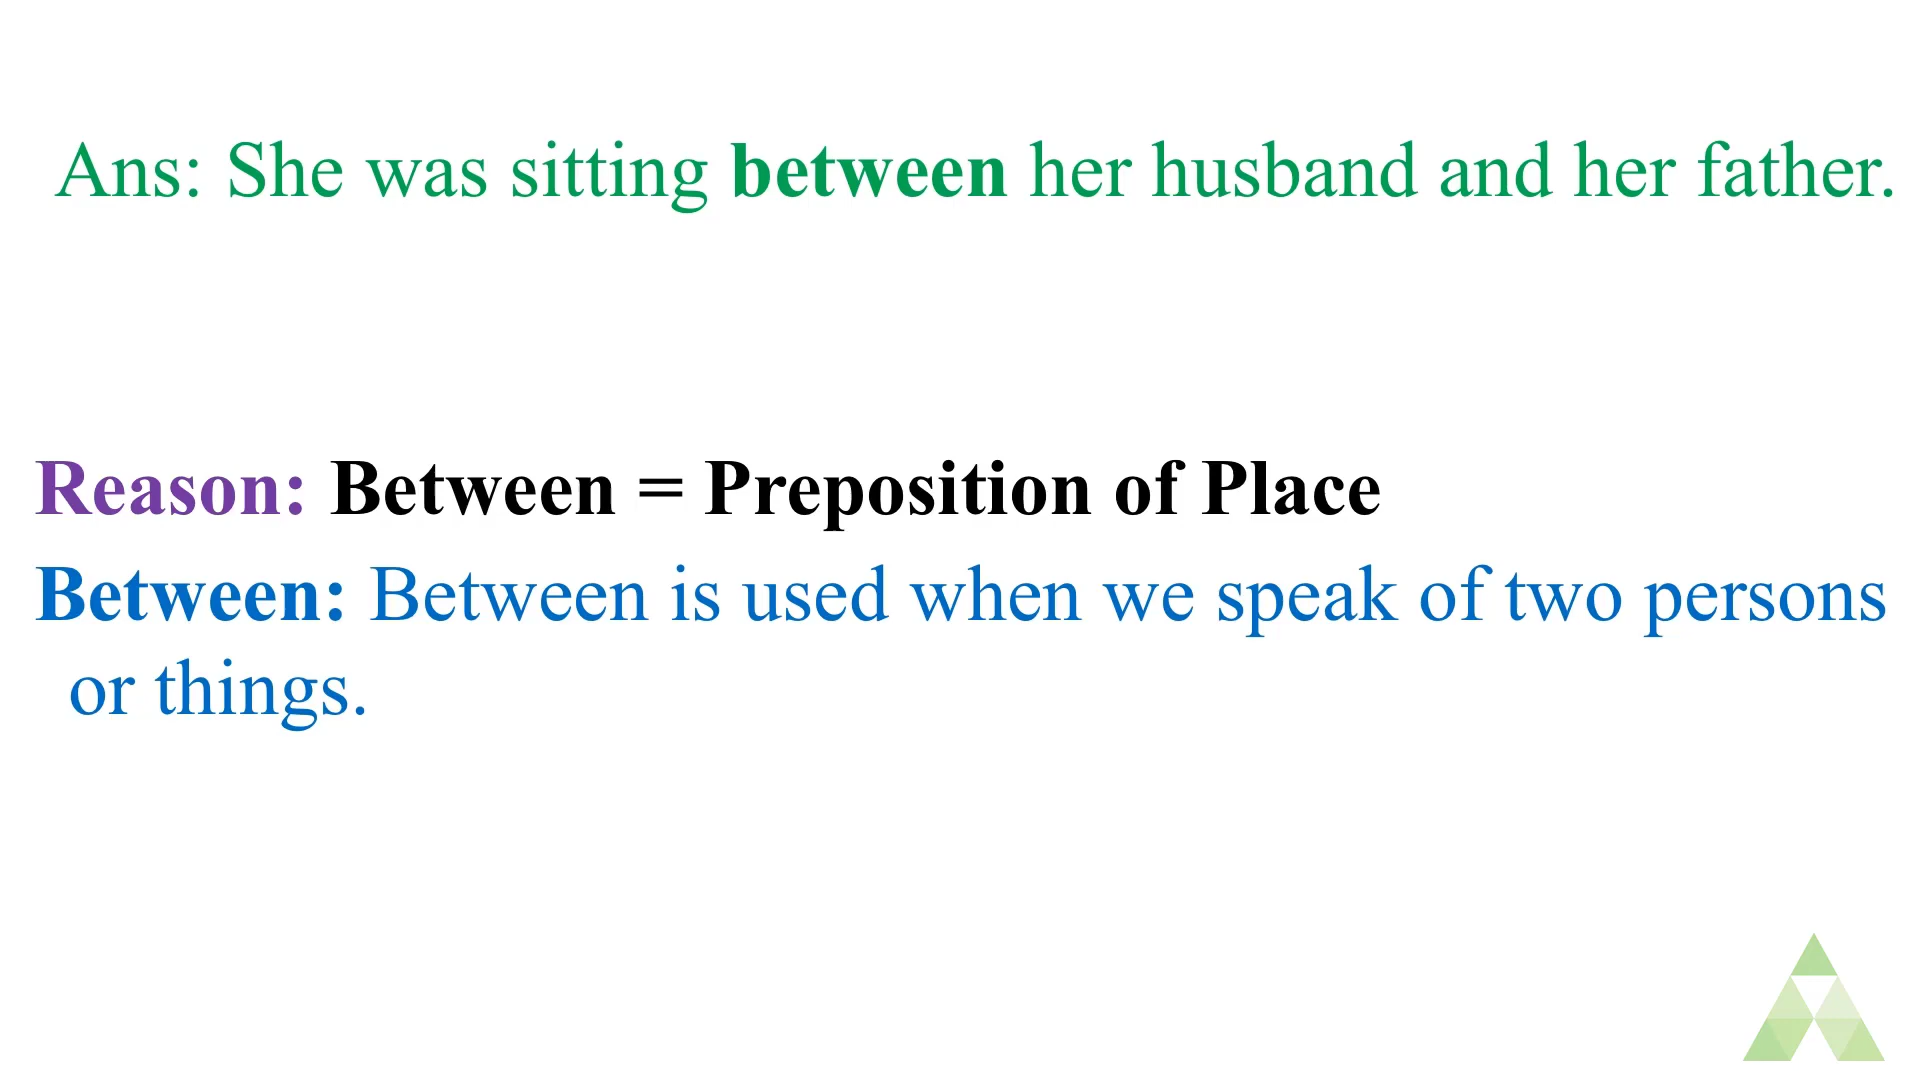 Ans: She was sitting between her husband and her father.
Reason: Between = Preposition of Place
Between: Between is used when we speak of two persons
or things.